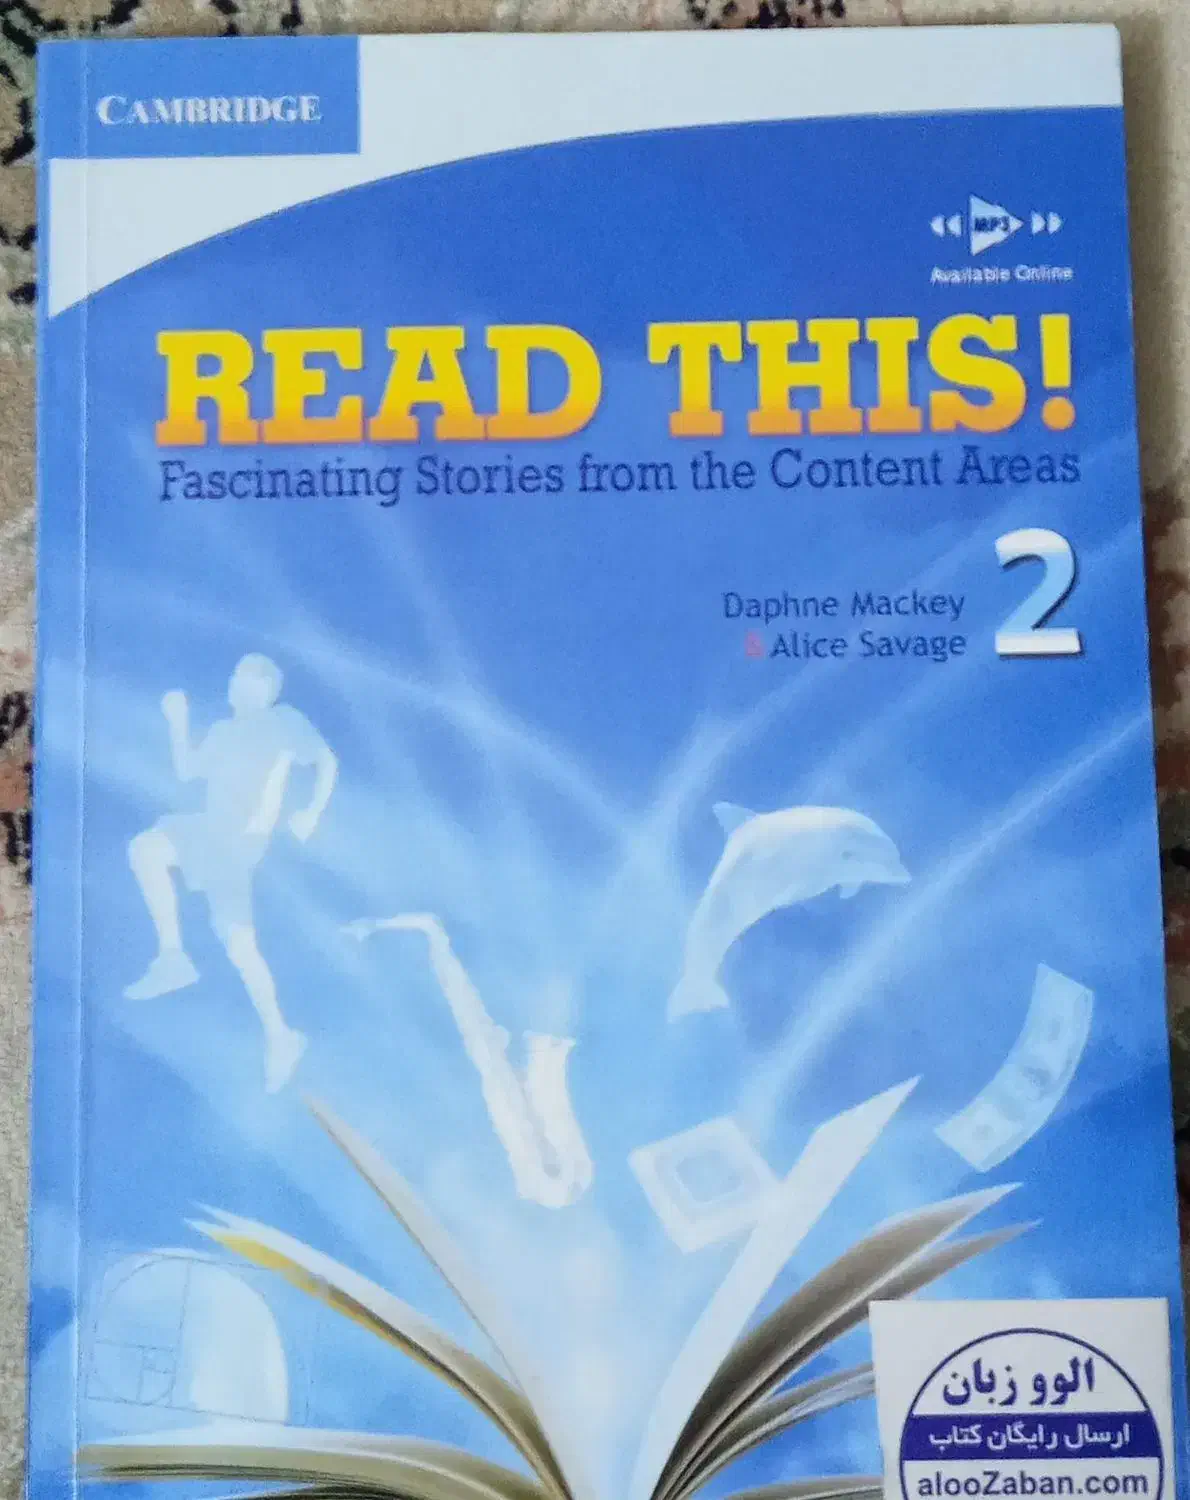 CAMBRIDGE
MP3
Available Online
READ THIS!
Fascinating Stories from the Content Areas
2
Daphne Mackey
& Alice Savage
الوو زبان
ارسال رایگان کتاب
alooZaban.com